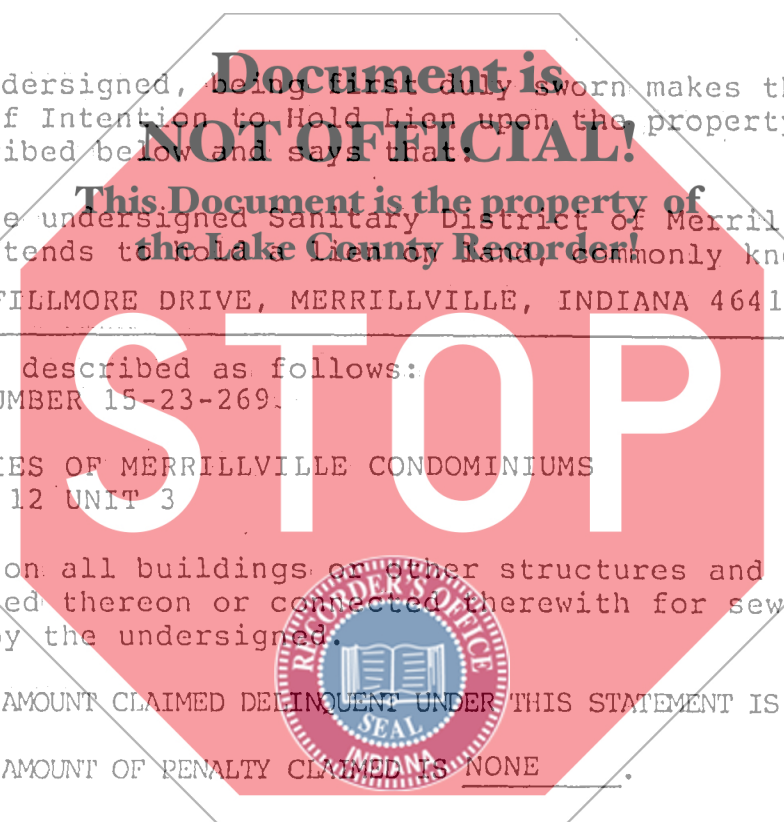 Document is
dersigned, being first duly sworn makes th
f Intention to Hold Lien upon the property
NOT OFFICIAL!
ibed below and says that:
This Document is the property of
e undersigned Sanitary District of Merril
the Lake County Recorder!
tends to hold a Lien on land, commonly kno
FILLMORE DRIVE, MERRILLVILLE, INDIANA 4641
STOP
described as follows:
UMBER 15-23-269
IES OF MERRILLVILLE CONDOMINIUMS
12 UNIT 3
on all buildings or other structures and
ed thereon or connected therewith for sew
by the undersigned.
RECORDER'S OFFICE
SEAL
INDIANA
AMOUNT CLAIMED DELINQUENT UNDER THIS STATEMENT IS
AMOUNT OF PENALTY CLAIMED IS NONE .